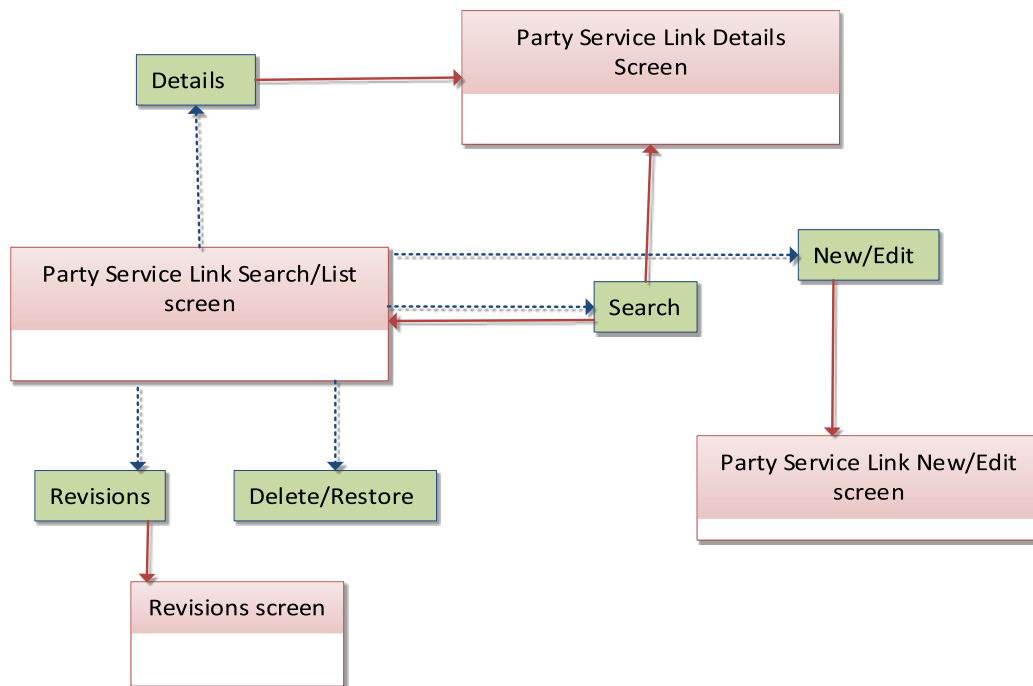 Party Service Link Details
Screen
Details
Party Service Link Search/List
screen
New/Edit
Search
Party Service Link New/Edit
screen
Revisions
Delete/Restore
Revisions screen